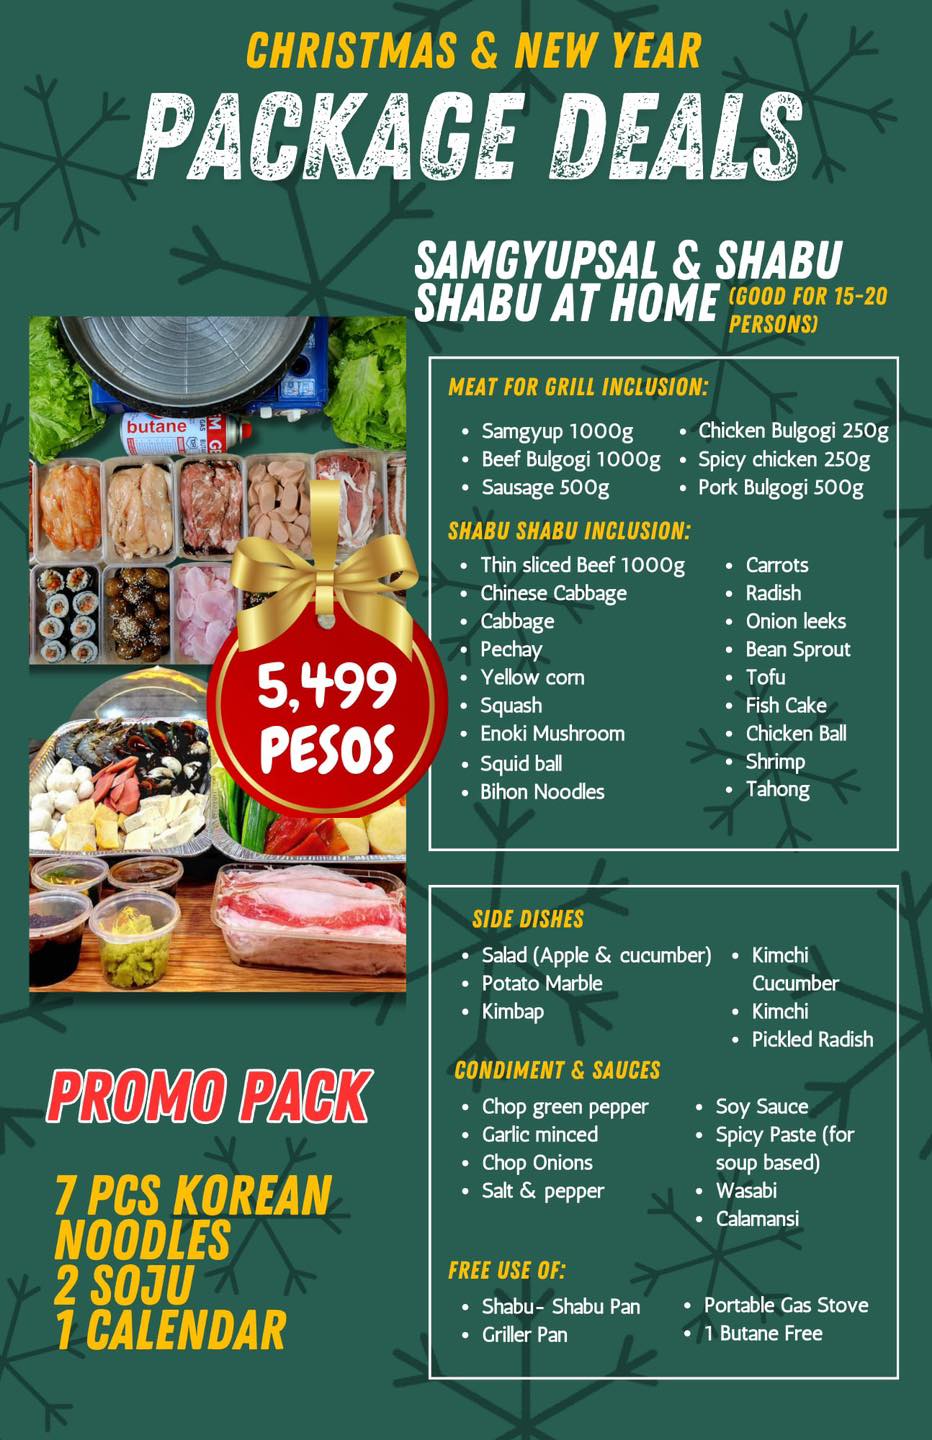 CHRISTMAS & NEW YEAR
PACKAGE DEALS
SAMGYUPSAL & SHABU
SHABU AT HOME (GOOD FOR 15-20
PERSONS)
butane
5,499
PESOS
MEAT FOR GRILL INCLUSION:
• Samgyup 1000g
• Beef Bulgogi 1000g
• Sausage 500g
• Chicken Bulgogi 250g
• Spicy chicken 250g
• Pork Bulgogi 500g
SHABU SHABU INCLUSION:
• Thin sliced Beef 1000g
• Chinese Cabbage
• Cabbage
• Pechay
• Yellow corn
• Squash
• Enoki Mushroom
• Squid ball
• Bihon Noodles
• Carrots
• Radish
• Onion leeks
• Bean Sprout
• Tofu
• Fish Cake
• Chicken Ball
• Shrimp
• Tahong
SIDE DISHES
• Salad (Apple & cucumber)
• Potato Marble
• Kimbap
• Kimchi
Cucumber
• Kimchi
• Pickled Radish
CONDIMENT & SAUCES
• Chop green pepper
• Garlic minced
• Chop Onions
• Salt & pepper
• Soy Sauce
• Spicy Paste (for
soup based)
• Wasabi
• Calamansi
FREE USE OF:
• Shabu- Shabu Pan
• Griller Pan
• Portable Gas Stove
• 1 Butane Free
PROMO PACK
7 PCS KOREAN
NOODLES
2 SOJU
1 CALENDAR